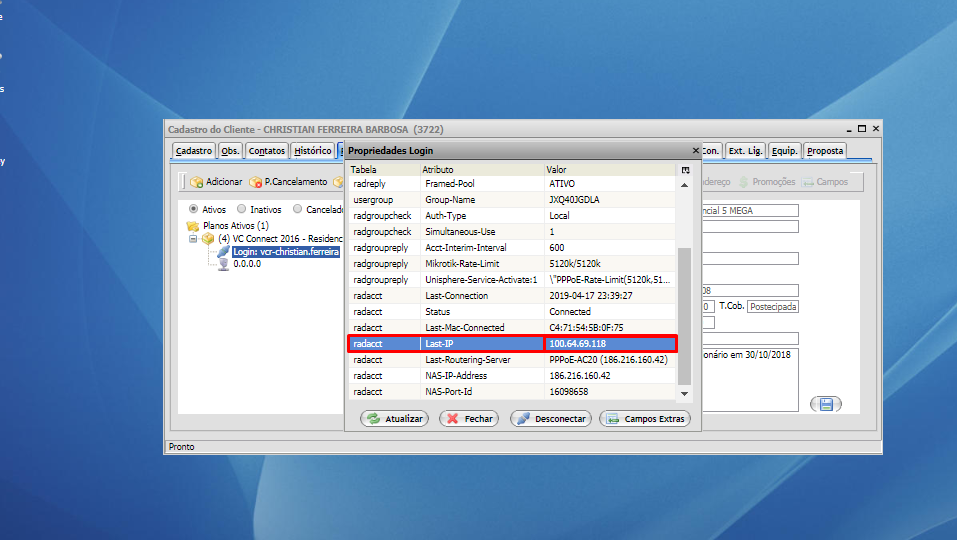 e
s
y
Cadastro do Cliente - CHRISTIAN FERREIRA BARBOSA (3722)
Cadastro Obs. Contatos Histórico Con. Ext. Lig. Equip. Proposta
Propriedades Login
Tabela Atributo Valor
radreply Framed-Pool ATIVO
usergroup Group-Name JXQ40JGDLA
radgroupcheck Auth-Type Local
radgroupcheck Simultaneous-Use 1
radgroupreply Acct-Interim-Interval 600
radgroupreply Mikrotik-Rate-Limit 5120k/5120k
radgroupreply Unisphere-Service-Activate:1 \"PPPoE-Rate-Limit(5120k,51...
radacct Last-Connection 2019-04-17 23:39:27
radacct Status Connected
radacct Last-Mac-Connected C4:71:54:5B:0F:75
radacct Last-IP 100.64.69.118
radacct Last-Routering-Server PPPoE-AC20 (186.216.160.42)
radacct NAS-IP-Address 186.216.160.42
radacct NAS-Port-Id 16098658
Atualizar Fechar Desconectar Campos Extras
Adicionar P.Cancelamento
dereço Promoções Campos
Ativos Inativos Cancelad
Planos Ativos (1)
(4) VC Connect 2016 - Residenc
Login: vcr-christian.ferreira
0.0.0.0
ncial 5 MEGA
08
0 T.Cob. Postecipada
onário em 30/10/2018
Pronto